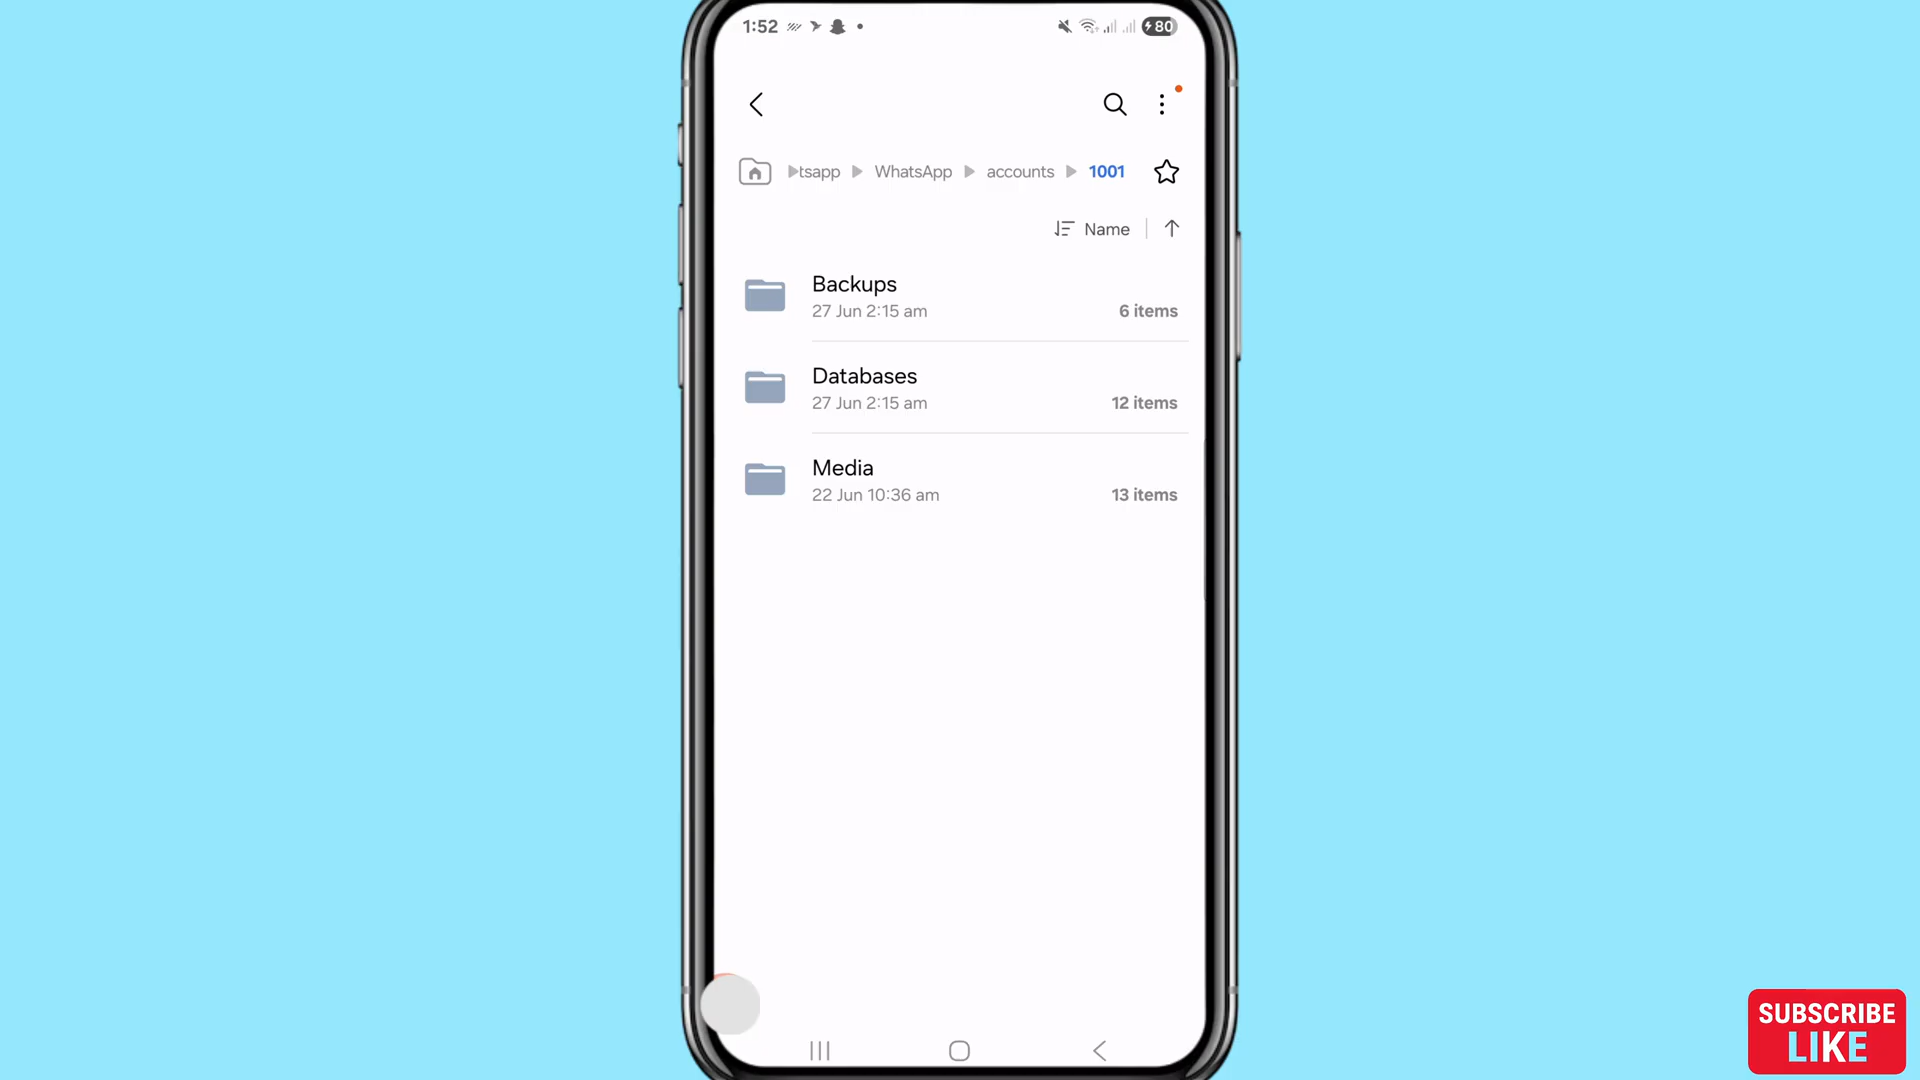 1:52
80
tsapp WhatsApp accounts 1001
Name
Backups
27 Jun 2:15 am
6 items
Databases
27 Jun 2:15 am
12 items
Media
22 Jun 10:36 am
13 items
SUBSCRIBE
LIKE